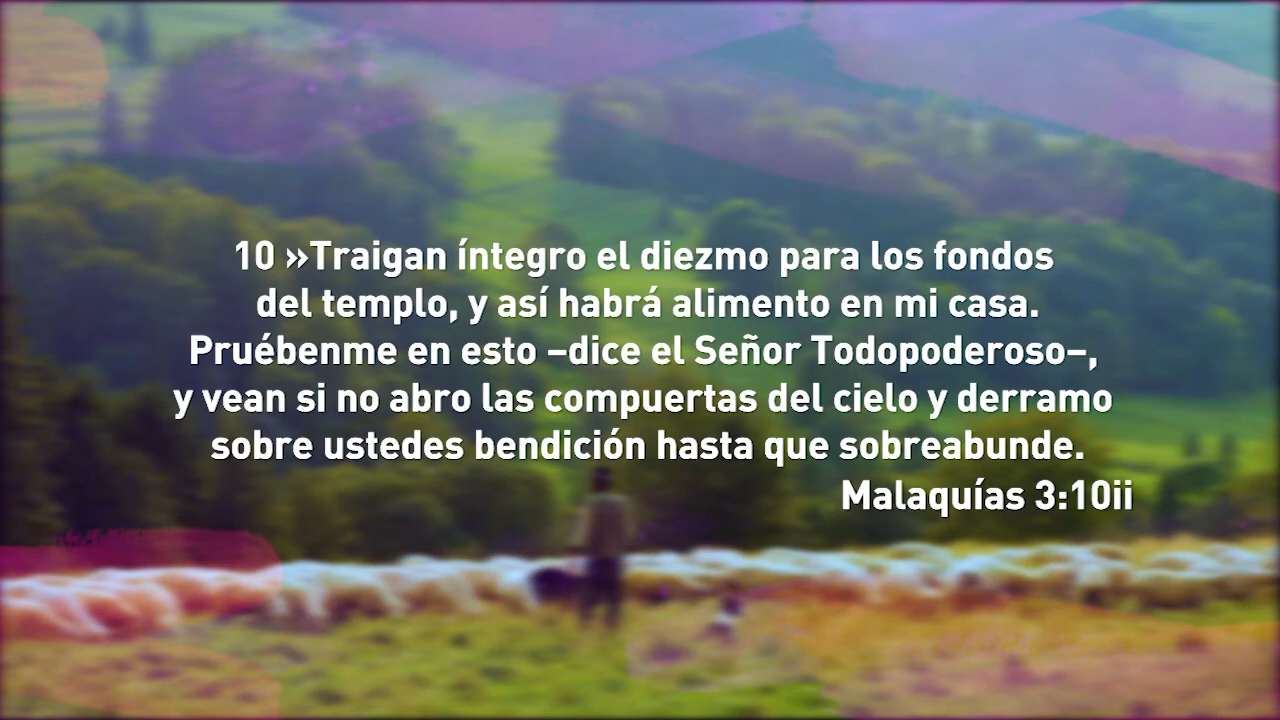 10 »Traigan íntegro el diezmo para los fondos
del templo, y así habrá alimento en mi casa.
Pruébenme en esto –dice el Señor Todopoderoso–,
y vean si no abro las compuertas del cielo y derramo
sobre ustedes bendición hasta que sobreabunde.
Malaquías 3:10ii